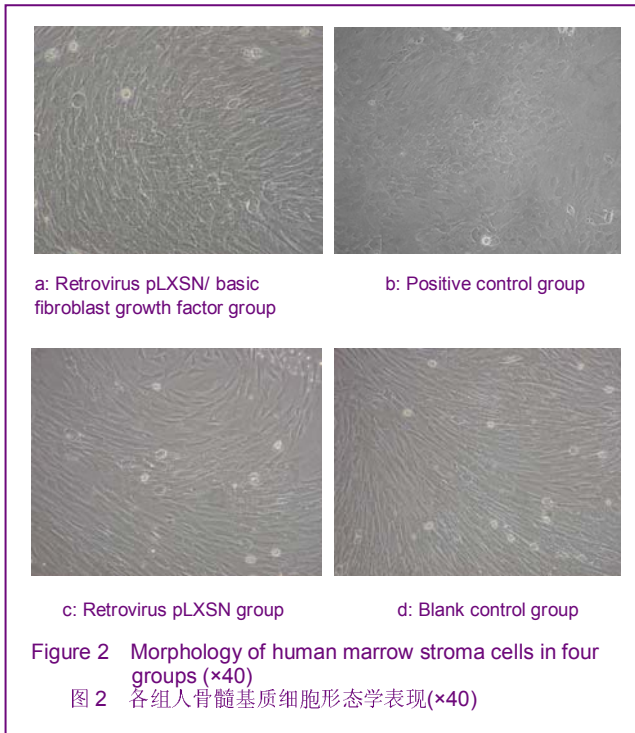 a: Retrovirus pLXSN/ basic
fibroblast growth factor group
b: Positive control group
c: Retrovirus pLXSN group
d: Blank control group
Figure 2 Morphology of human marrow stroma cells in four
groups (×40)
图 2 各组人骨髓基质细胞形态学表现(×40)